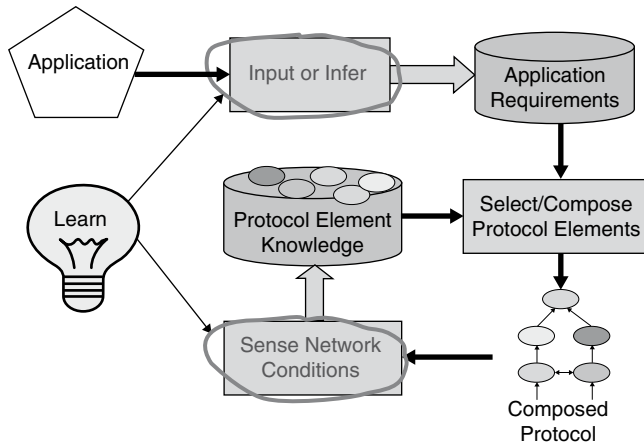 Application
Input or Infer
Application
Requirements
Learn
Protocol Element
Knowledge
Select/Compose
Protocol Elements
Sense Network
Conditions
Composed
Protocol